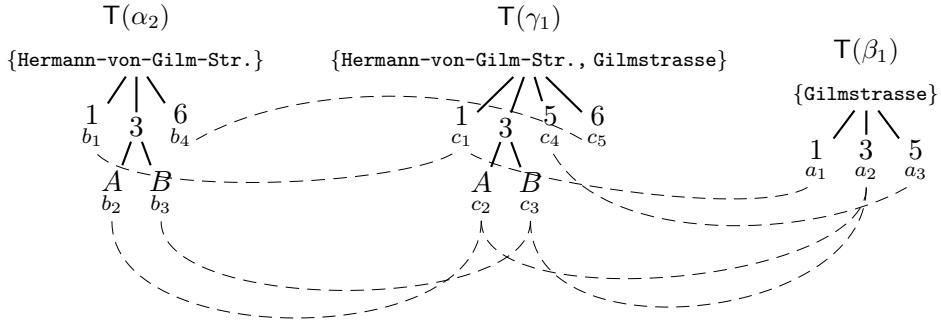 T(α₂) T(γ₁)
T(β₁)
{Hermann-von-Gilm-Str.} {Hermann-von-Gilm-Str., Gilmstrasse}
{Gilmstrasse}
1 3 6 1 3 5 6
b₁ b₄ c₁ c₄ c₅
1 3 5
a₁ a₂ a₃
A B A B
b₂ b₃ c₂ c₃